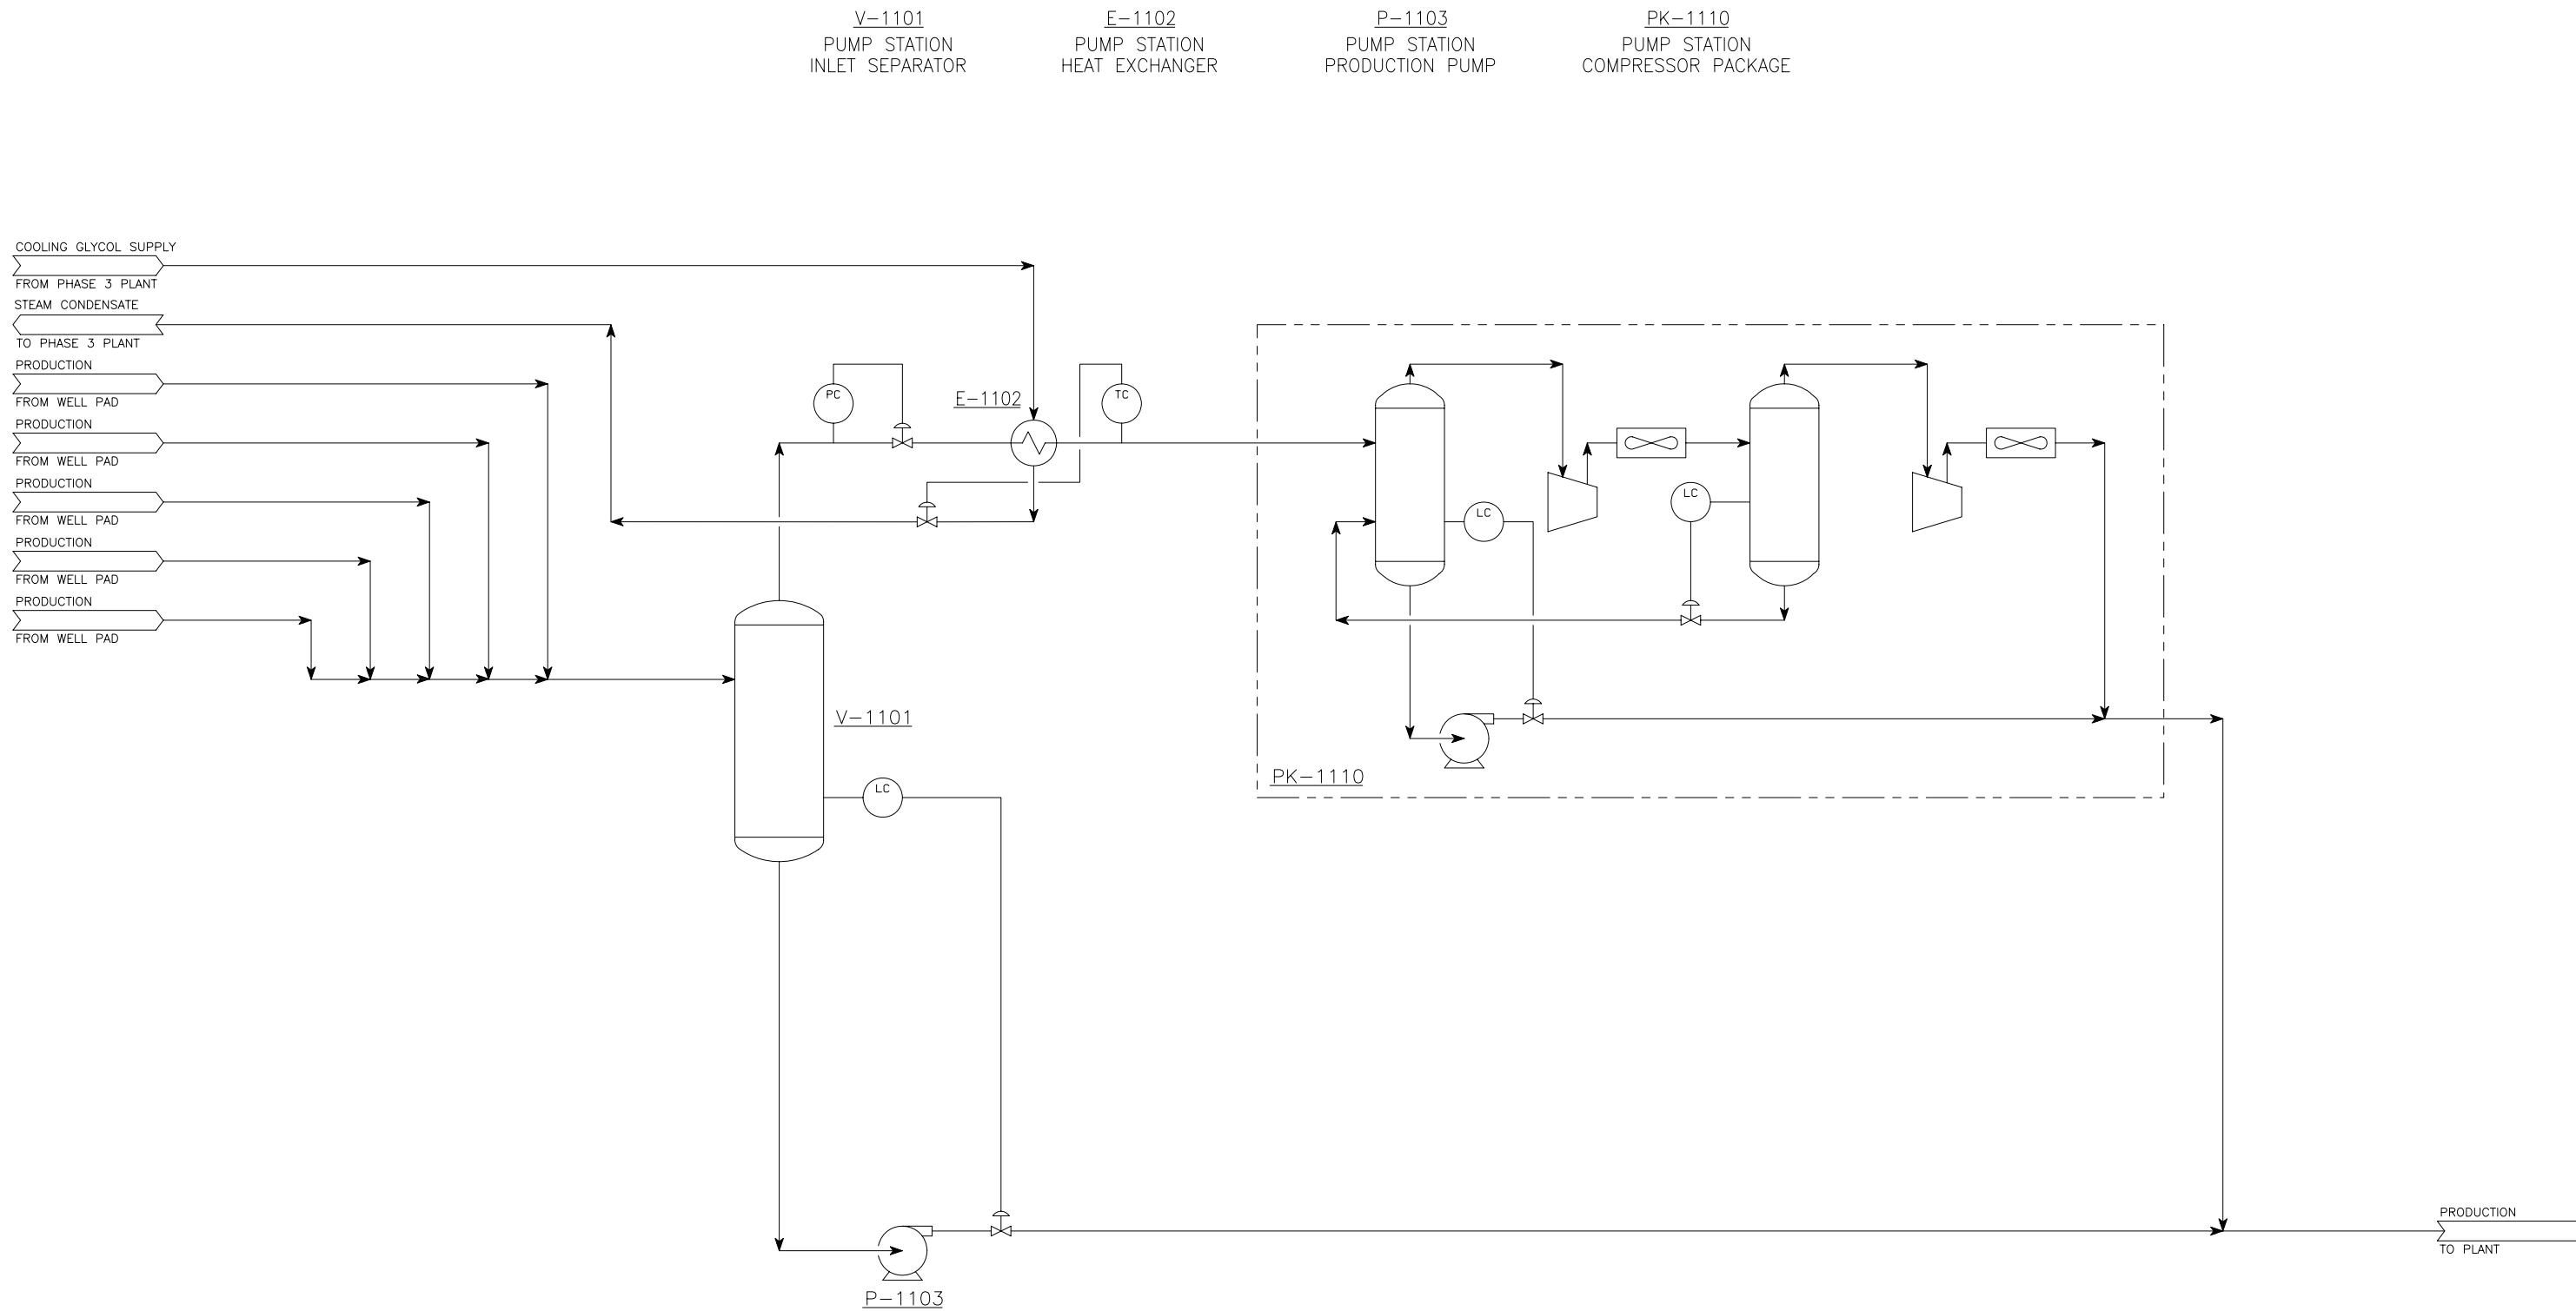 V-1101
PUMP STATION
INLET SEPARATOR
E-1102
PUMP STATION
HEAT EXCHANGER
P-1103
PUMP STATION
PRODUCTION PUMP
PK-1110
PUMP STATION
COMPRESSOR PACKAGE
COOLING GLYCOL SUPPLY
FROM PHASE 3 PLANT
STEAM CONDENSATE
TO PHASE 3 PLANT
PRODUCTION
FROM WELL PAD
PRODUCTION
FROM WELL PAD
PRODUCTION
FROM WELL PAD
PRODUCTION
FROM WELL PAD
PRODUCTION
FROM WELL PAD
PC
E-1102
TC
LC
LC
V-1101
LC
PK-1110
P-1103
PRODUCTION
TO PLANT